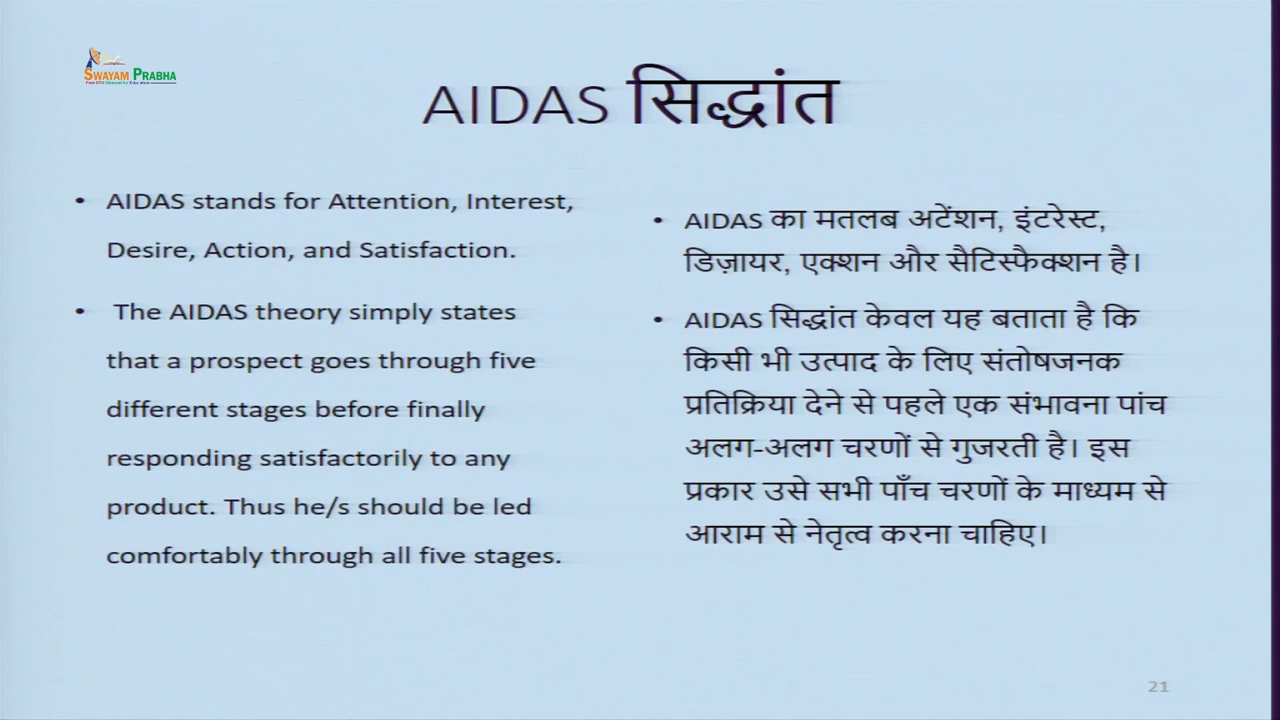 SWAYAM PRABHA
AIDAS सिद्धांत
• AIDAS stands for Attention, Interest,
Desire, Action, and Satisfaction.
• The AIDAS theory simply states
that a prospect goes through five
different stages before finally
responding satisfactorily to any
product. Thus he/s should be led
comfortably through all five stages.
• AIDAS का मतलब अटेंशन, इंटरेस्ट,
डिज़ायर, एक्शन और सैटिस्फैक्शन है।
• AIDAS सिद्धांत केवल यह बताता है कि
किसी भी उत्पाद के लिए संतोषजनक
प्रतिक्रिया देने से पहले एक संभावना पांच
अलग-अलग चरणों से गुजरती है। इस
प्रकार उसे सभी पाँच चरणों के माध्यम से
आराम से नेतृत्व करना चाहिए।
21